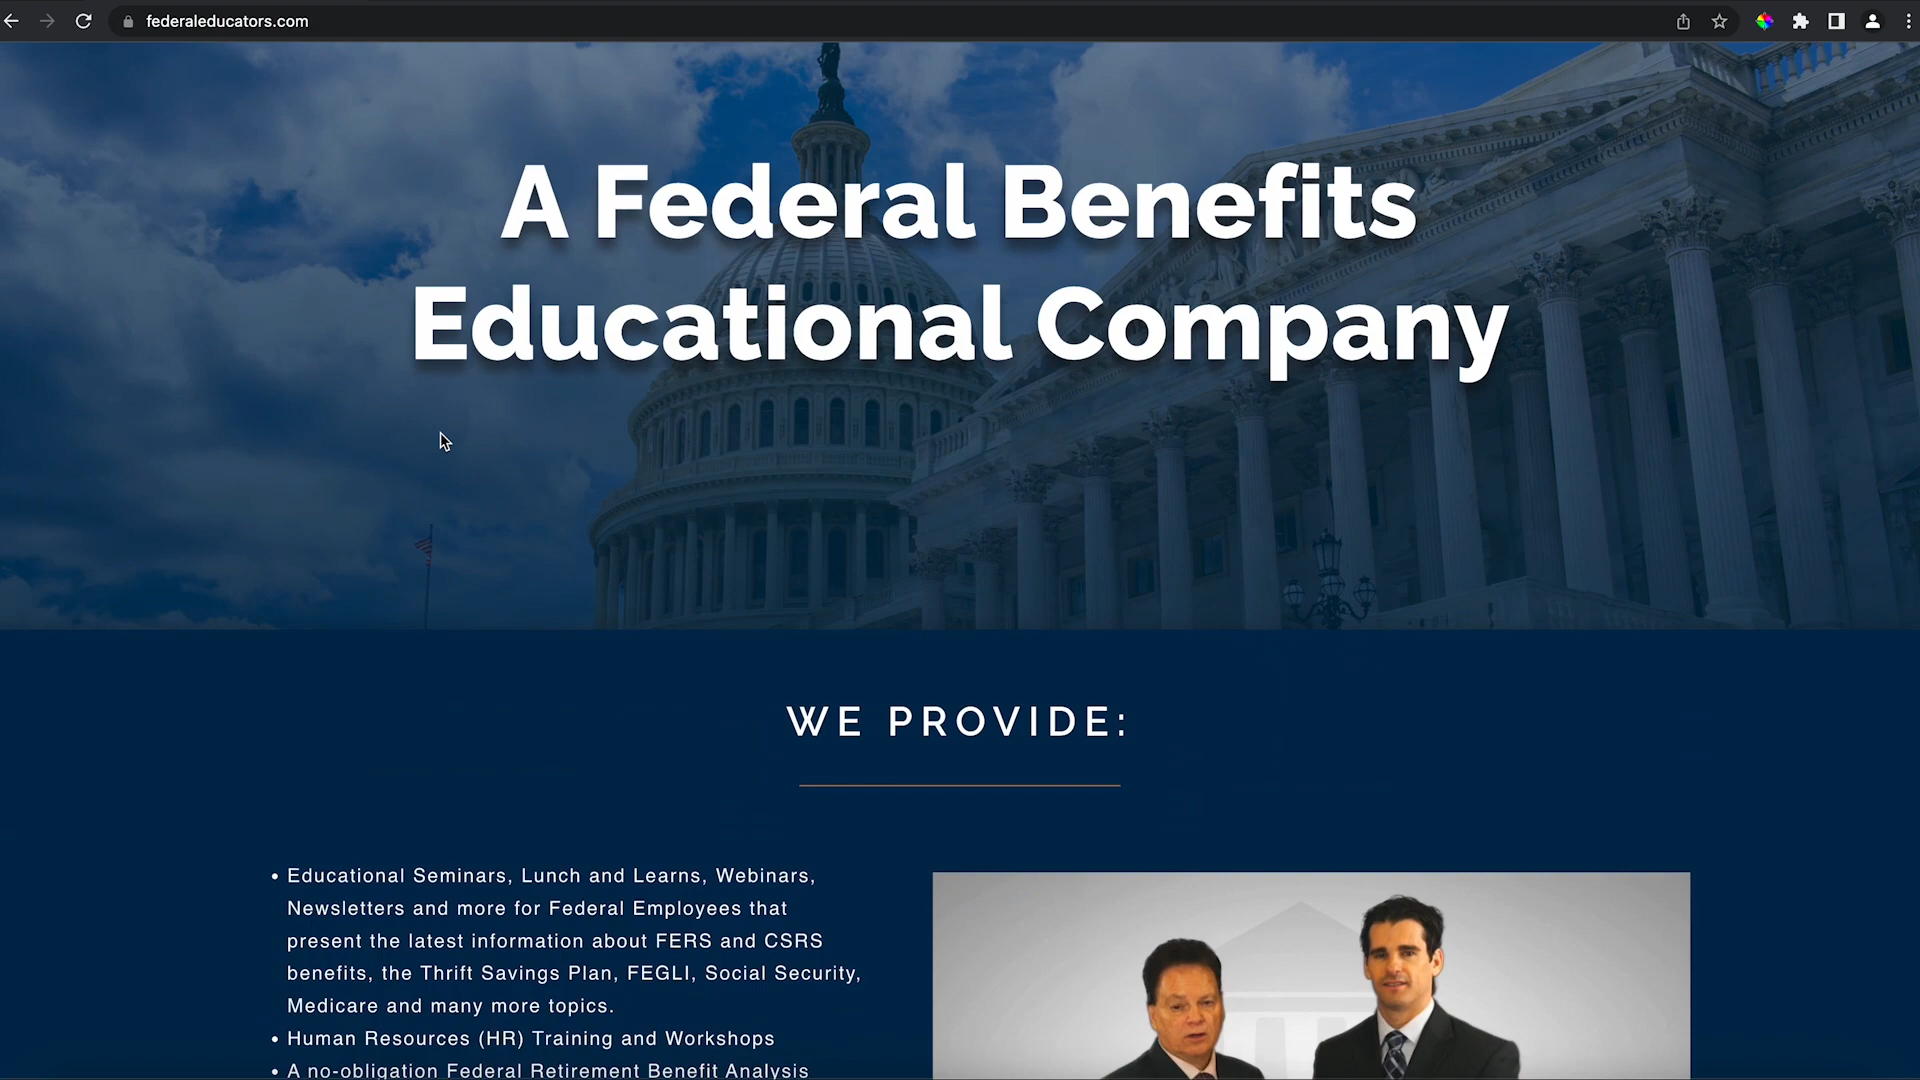 federaleducators.com
A Federal Benefits
Educational Company
WE PROVIDE:
• Educational Seminars, Lunch and Learns, Webinars,
Newsletters and more for Federal Employees that
present the latest information about FERS and CSRS
benefits, the Thrift Savings Plan, FEGLI, Social Security,
Medicare and many more topics.
• Human Resources (HR) Training and Workshops
• A no-obligation Federal Retirement Benefit Analysis